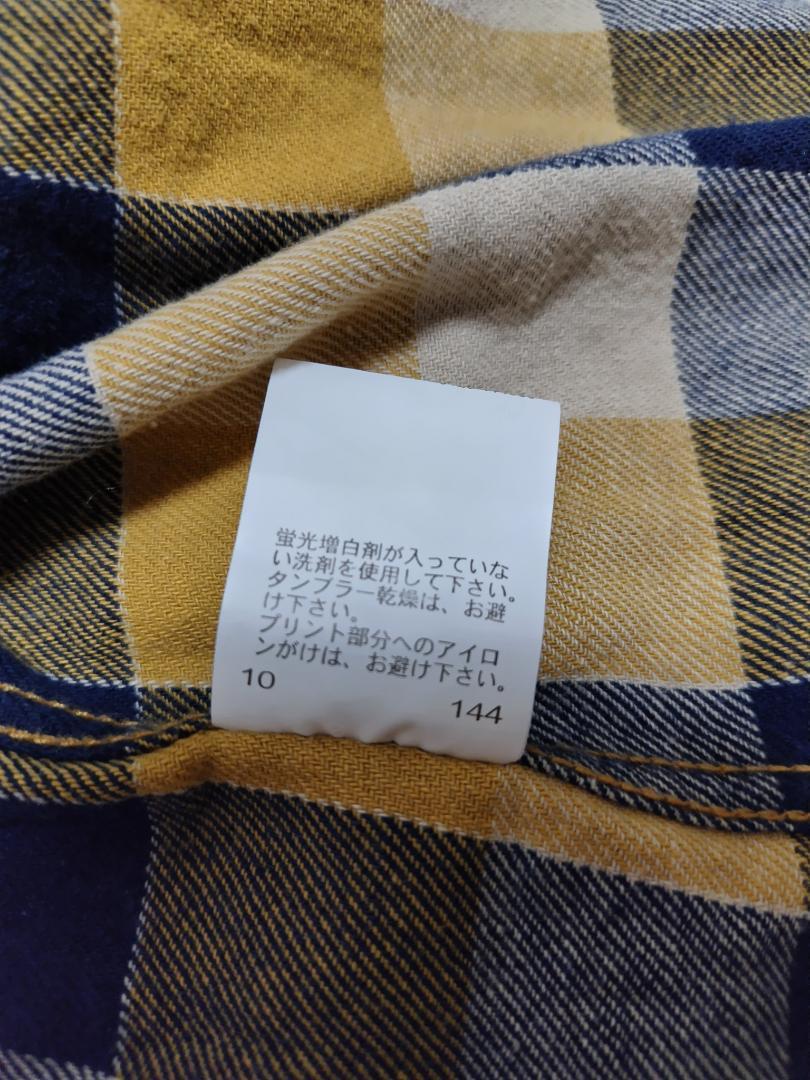 蛍光増白剤が入っていな
い洗剤を使用して下さい。
タンブラー乾燥は、お避
け下さい。
プリント部分へのアイロ
ンがけは、お避け下さい。
10
144